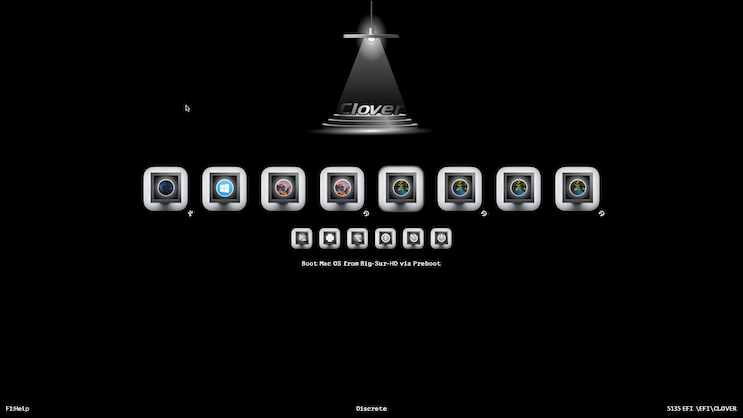 Clover
Boot Mac OS from Big-Sur-HD via Preboot
F1:Help
Discrete
5135 EFI \EFI\CLOVER